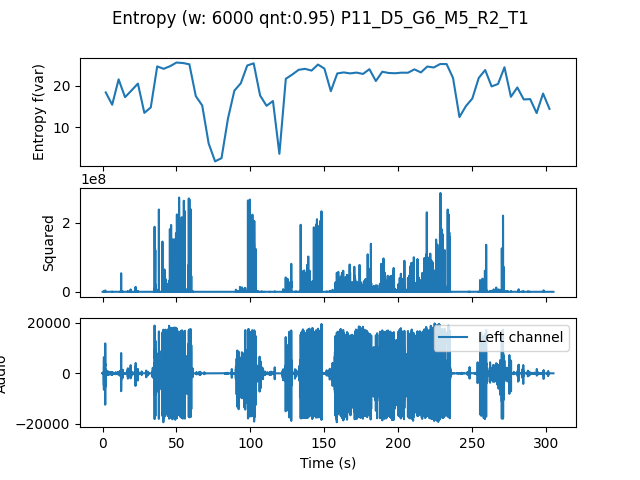 Entropy (w: 6000 qnt:0.95) P11_D5_G6_M5_R2_T1
Entropy f(var)
20
10
1e8
Squared
2
0
Audio
20000
0
−20000
Left channel
0 50 100 150 200 250 300
Time (s)